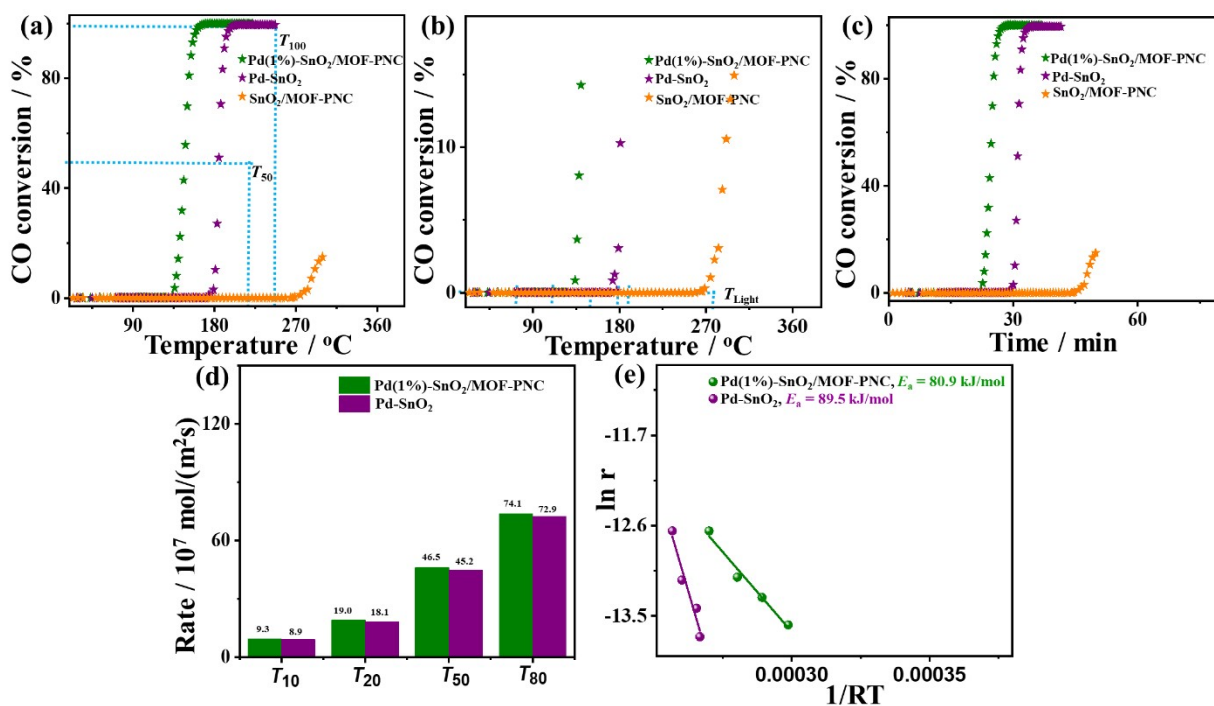 (a)
CO conversion / %
80
40
0
90
180
270
360
Temperature / °C
T100
Pd(1%)-SnO2/MOF-PNC
Pd-SnO2
SnO2/MOF-PNC
T50
(b)
CO conversion / %
10
0
90
180
270
360
Temperature / °C
Pd(1%)-SnO2/MOF-PNC
Pd-SnO2
SnO2/MOF-PNC
TLight
(c)
CO conversion / %
80
40
0
0
30
60
Time / min
Pd(1%)-SnO2/MOF-PNC
Pd-SnO2
SnO2/MOF-PNC
(d)
Rate / 10⁷ mol/(m²s)
120
60
0
Pd(1%)-SnO2/MOF-PNC
Pd-SnO2
9.3
8.9
19.0
18.1
46.5
45.2
74.1
72.9
T10
T20
T50
T80
(e)
ln r
-11.7
-12.6
-13.5
Pd(1%)-SnO2/MOF-PNC, Ea = 80.9 kJ/mol
Pd-SnO2, Ea = 89.5 kJ/mol
0.00030
0.00035
1/RT